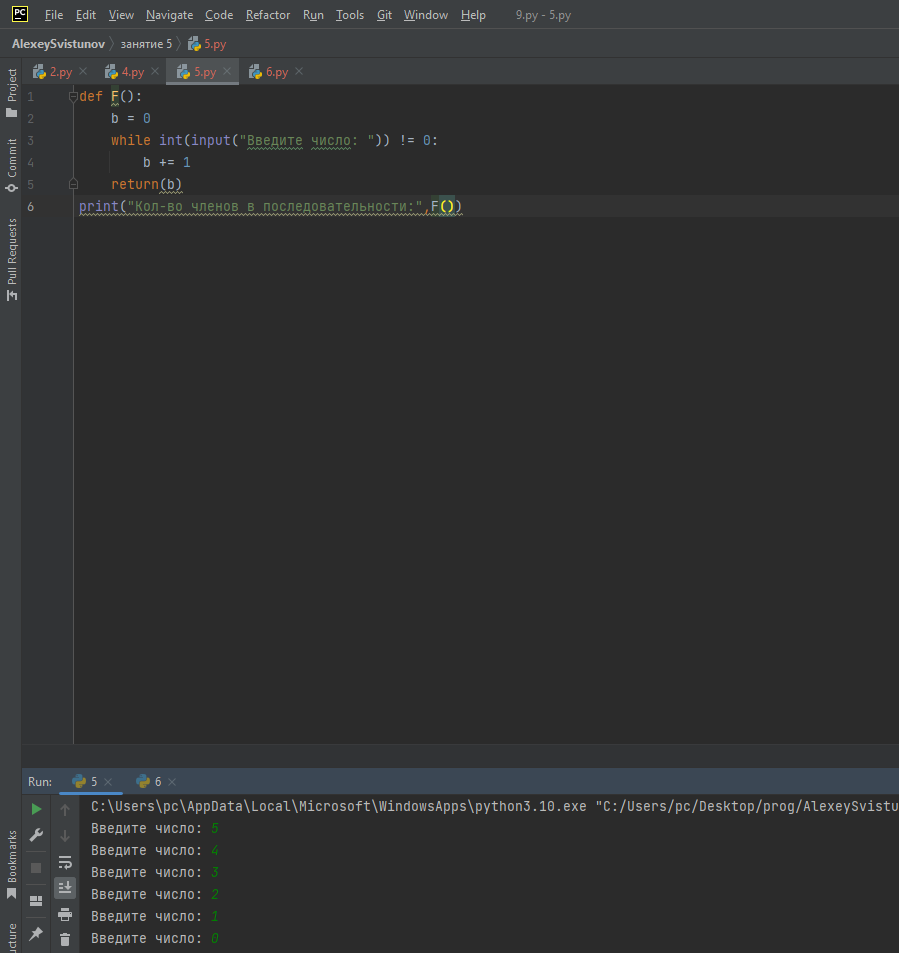 PC File Edit View Navigate Code Refactor Run Tools Git Window Help 9.py - 5.py
AlexeySvistunov занятие 5 5.py
2.py 4.py 5.py 6.py
Project
Commit
Pull Requests
1 def F():
2 b = 0
3 while int(input("Введите число: ")) != 0:
4 b += 1
5 return(b)
6 print("Кол-во членов в последовательности:",F())
Run: 5 6
C:\Users\pc\AppData\Local\Microsoft\WindowsApps\python3.10.exe "C:/Users/pc/Desktop/prog/AlexeySvistu
Введите число: 5
Введите число: 4
Введите число: 3
Введите число: 2
Введите число: 1
Введите число: 0
Bookmarks
ucture